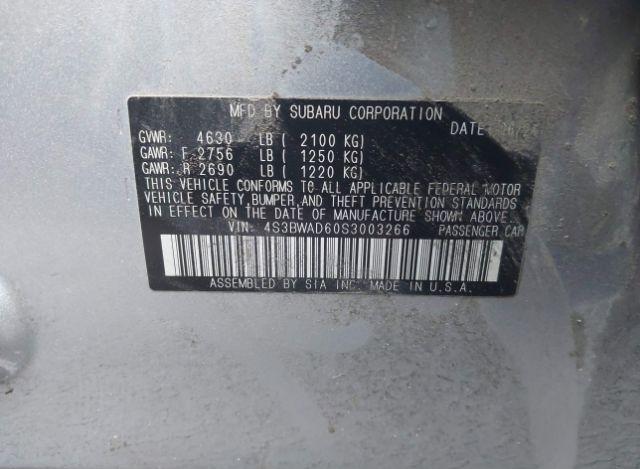 MFD BY SUBARU CORPORATION
DATE
GVWR: 4630 LB ( 2100 KG)
GAWR: F 2756 LB ( 1250 KG)
GAWR: R 2690 LB ( 1220 KG)
THIS VEHICLE CONFORMS TO ALL APPLICABLE FEDERAL MOTOR
VEHICLE SAFETY, BUMPER, AND THEFT PREVENTION STANDARDS
IN EFFECT ON THE DATE OF MANUFACTURE SHOWN ABOVE.
VIN: 4S3BWAD60S3003266 PASSENGER CAR
ASSEMBLED BY SIA INC. MADE IN U.S.A.